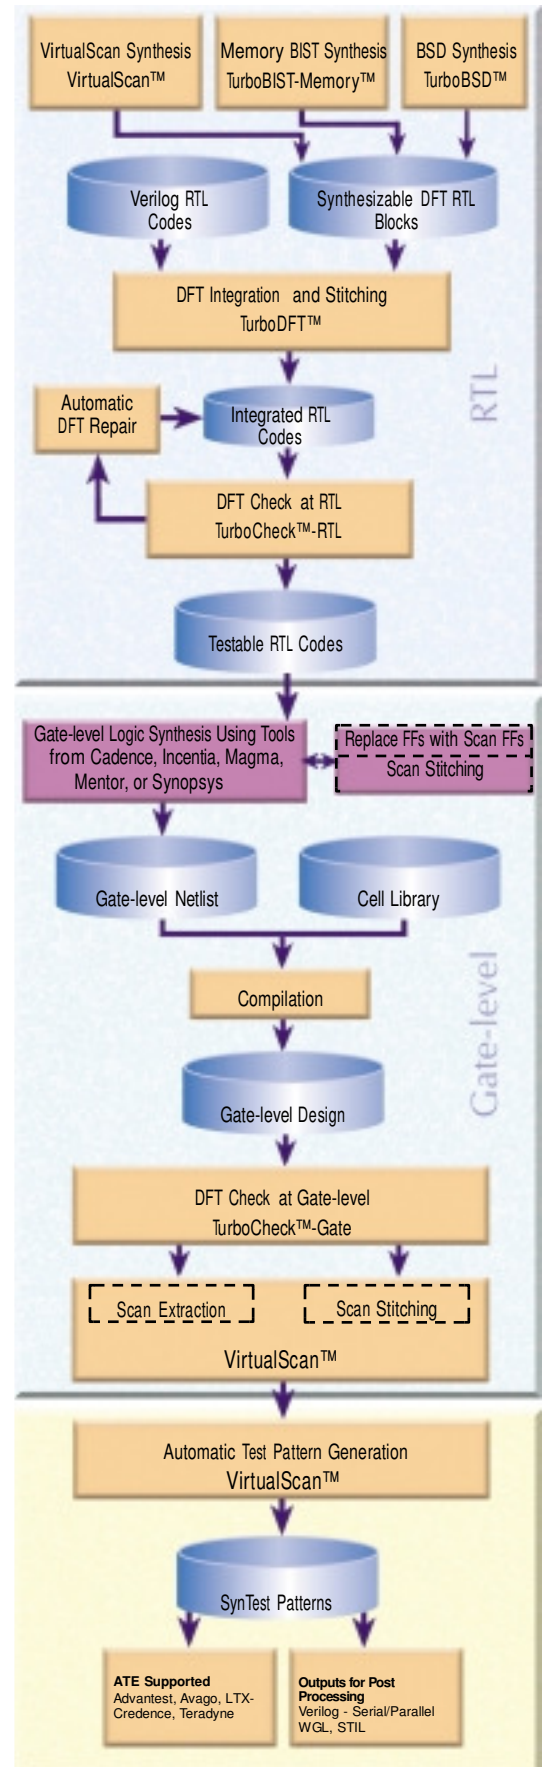 VirtualScan Synthesis
VirtualScan™
Memory BIST Synthesis
TurboBIST-Memory™
BSD Synthesis
TurboBSD™
Verilog RTL
Codes
Synthesizable DFT RTL
Blocks
DFT Integration and Stitching
TurboDFT™
RTL
Automatic
DFT Repair
Integrated RTL
Codes
DFT Check at RTL
TurboCheck™-RTL
Testable RTL Codes
Gate-level Logic Synthesis Using Tools
from Cadence, Incentia, Magma,
Mentor, or Synopsys
Replace FFs with Scan FFs
Scan Stitching
Gate-level Netlist
Cell Library
Compilation
Gate-level
Gate-level Design
DFT Check at Gate-level
TurboCheck™-Gate
Scan Extraction
Scan Stitching
VirtualScan™
Automatic Test Pattern Generation
VirtualScan™
SynTest Patterns
ATE Supported
Advantest, Avago, LTX-
Credence, Teradyne
Outputs for Post
Processing
Verilog - Serial/Parallel
WGL, STIL